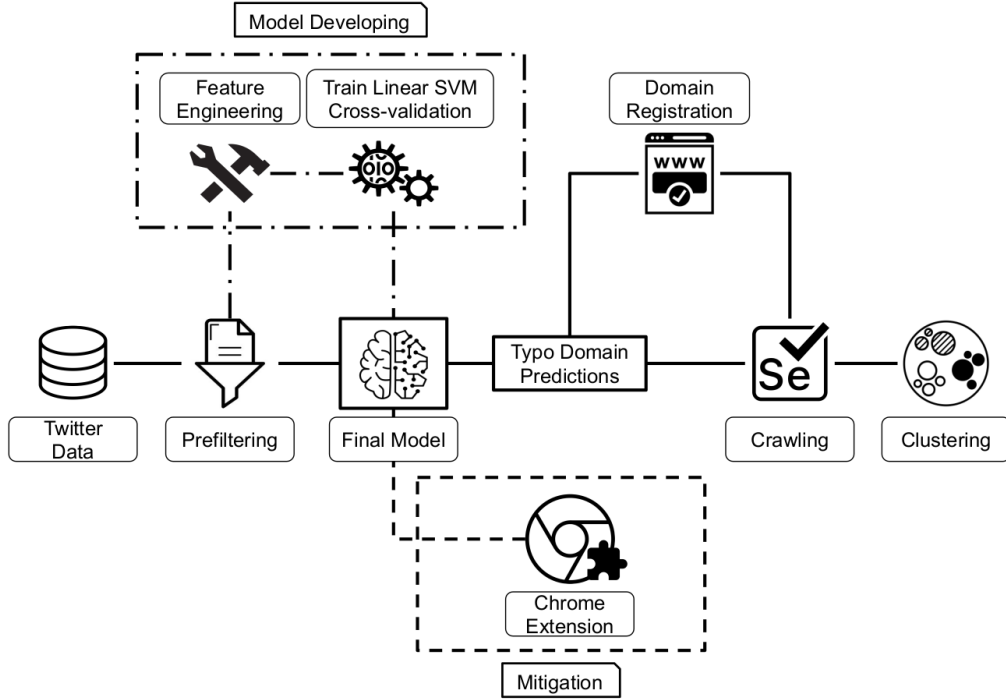 Model Developing
Feature
Engineering
Train Linear SVM
Cross-validation
Domain
Registration
www
Typo Domain
Predictions
Se
Twitter
Data
Prefiltering
Final Model
Crawling
Clustering
Chrome
Extension
Mitigation